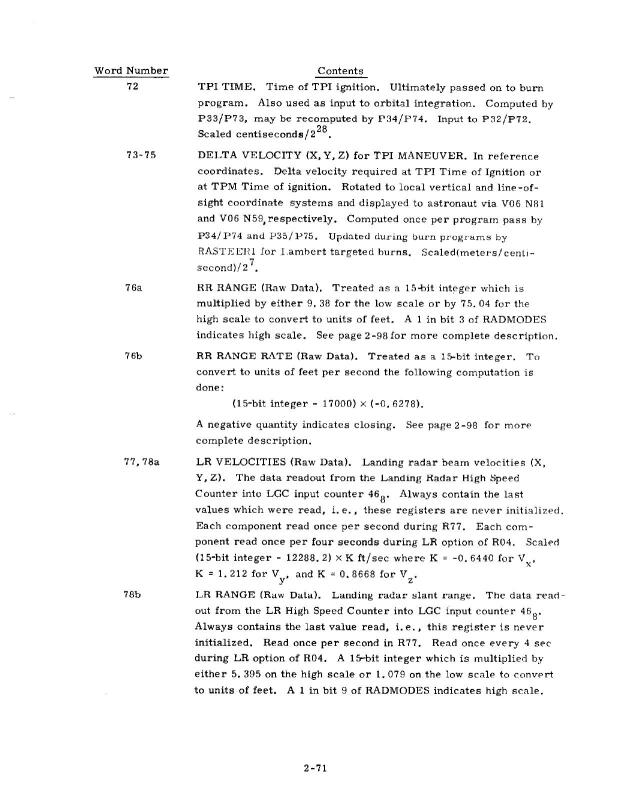 Word Number Contents
72 TPI TIME. Time of TPI ignition. Ultimately passed on to burn
program. Also used as input to orbital integration. Computed by
P33/P73, may be recomputed by P34/P74. Input to P32/P72.
Scaled centiseconds/2²⁸.
73-75 DELTA VELOCITY (X, Y, Z) for TPI MANEUVER. In reference
coordinates. Delta velocity required at TPI Time of Ignition or
at TPM Time of ignition. Rotated to local vertical and line-of-
sight coordinate systems and displayed to astronaut via V06 N81
and V06 N59, respectively. Computed once per program pass by
P34/P74 and P35/P75. Updated during burn programs by
RASTEER1 for Lambert targeted burns. Scaled(meters/centi-
second)/2⁷.
76a RR RANGE (Raw Data). Treated as a 15-bit integer which is
multiplied by either 9.38 for the low scale or by 75.04 for the
high scale to convert to units of feet. A 1 in bit 3 of RADMODES
indicates high scale. See page 2-98 for more complete description.
76b RR RANGE RATE (Raw Data). Treated as a 15-bit integer. To
convert to units of feet per second the following computation is
done:
(15-bit integer - 17000) × (-0.6278).
A negative quantity indicates closing. See page 2-98 for more
complete description.
77, 78a LR VELOCITIES (Raw Data). Landing radar beam velocities (X,
Y, Z). The data readout from the Landing Radar High Speed
Counter into LGC input counter 46₈. Always contain the last
values which were read, i.e., these registers are never initialized.
Each component read once per second during R77. Each com-
ponent read once per four seconds during LR option of R04. Scaled
(15-bit integer - 12288.2) × K ft/sec where K = -0.6440 for Vₓ,
K = 1.212 for V_y, and K = 0.8668 for V_z.
78b LR RANGE (Raw Data). Landing radar slant range. The data read-
out from the LR High Speed Counter into LGC input counter 46₈.
Always contains the last value read, i.e., this register is never
initialized. Read once per second in R77. Read once every 4 sec
during LR option of R04. A 15-bit integer which is multiplied by
either 5.395 on the high scale or 1.079 on the low scale to convert
to units of feet. A 1 in bit 9 of RADMODES indicates high scale.
2-71